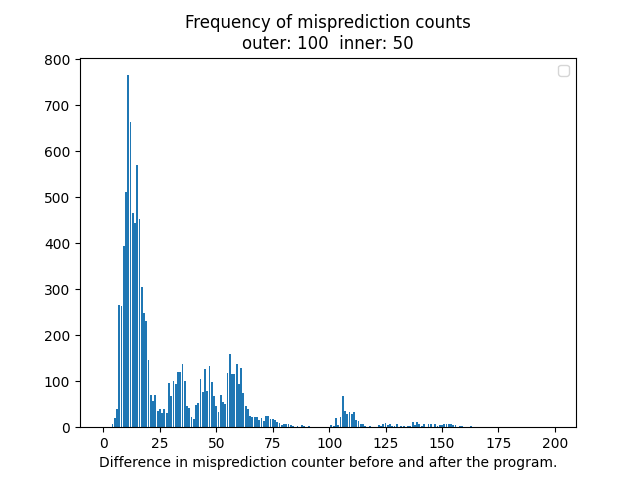 Frequency of misprediction counts
outer: 100  inner: 50
800
700
600
500
400
300
200
100
0
0 25 50 75 100 125 150 175 200
Difference in misprediction counter before and after the program.